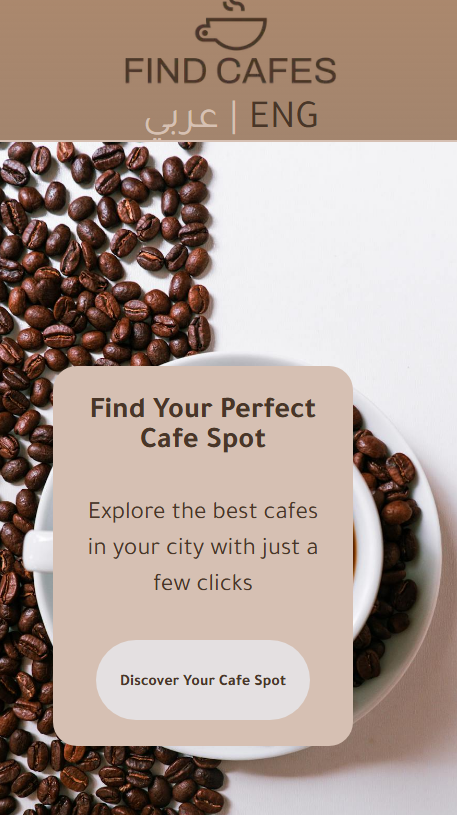 FIND CAFES
عربي | ENG
Find Your Perfect
Cafe Spot
Explore the best cafes
in your city with just a
few clicks
Discover Your Cafe Spot